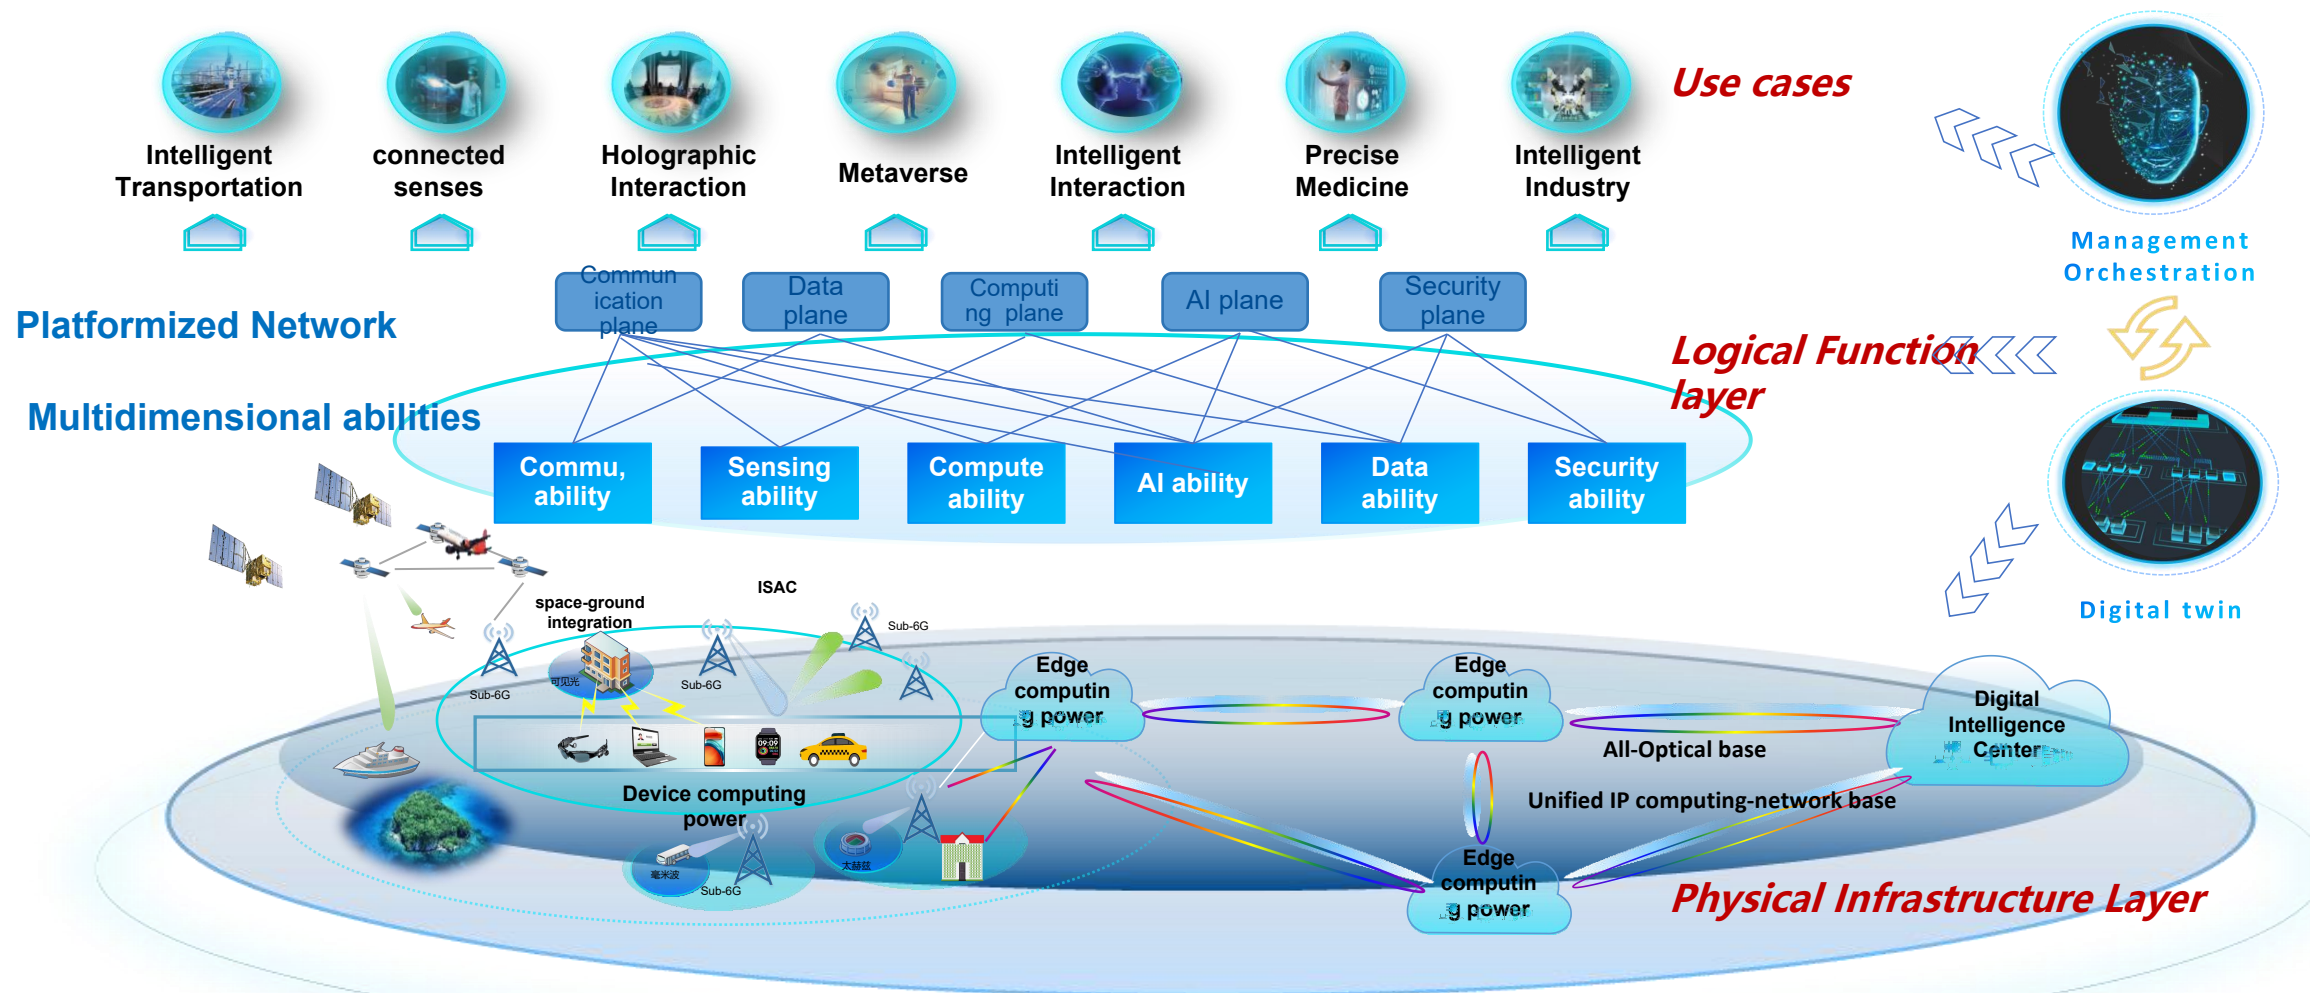 Use cases
Intelligent
Transportation
connected
senses
Holographic
Interaction
Metaverse
Intelligent
Interaction
Precise
Medicine
Intelligent
Industry
Management
Orchestration
Commun
ication
plane
Data
plane
Computi
ng plane
AI plane
Security
plane
Platformized Network
Logical Function
layer
Multidimensional abilities
Commu,
ability
Sensing
ability
Compute
ability
AI ability
Data
ability
Security
ability
Digital twin
ISAC
space-ground
integration
Sub-6G
Sub-6G
可见光
Sub-6G
Edge
computin
g power
Edge
computin
g power
Digital
Intelligence
Center
09:09
All-Optical base
Device computing
power
Unified IP computing-network base
太赫兹
毫米波
Sub-6G
Edge
computin
g power
Physical Infrastructure Layer